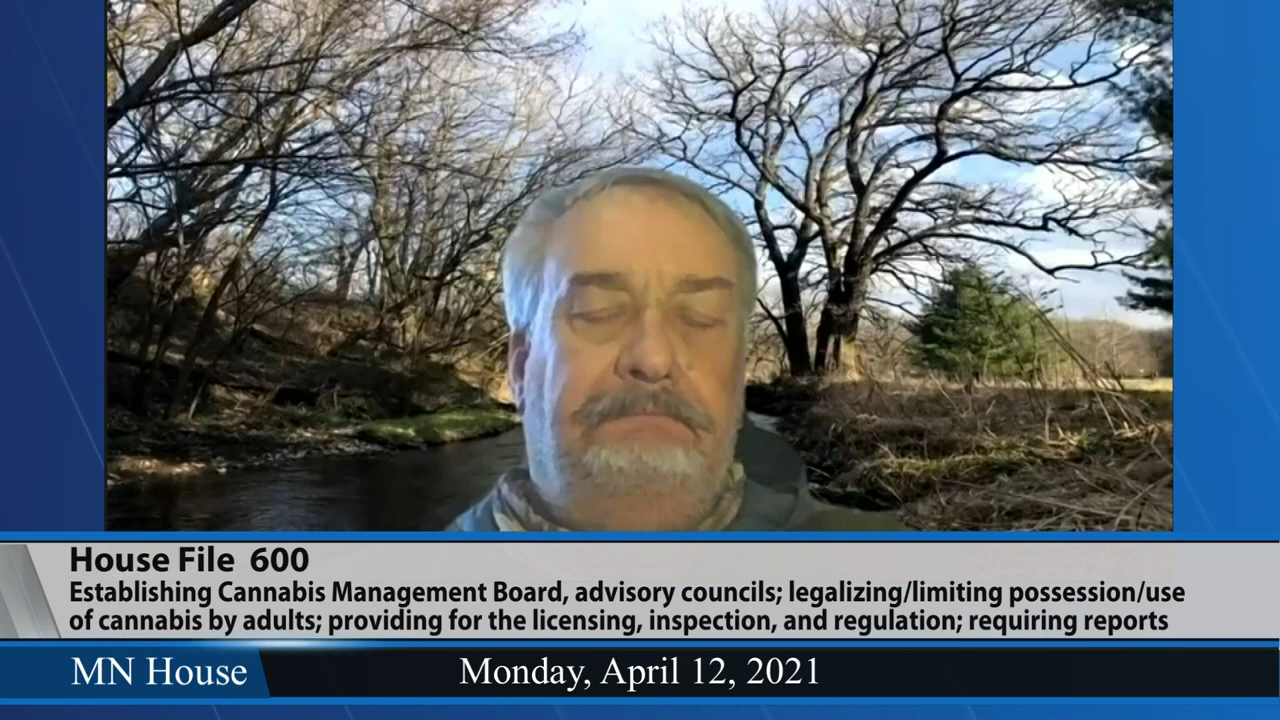 House File 600
Establishing Cannabis Management Board, advisory councils; legalizing/limiting possession/use
of cannabis by adults; providing for the licensing, inspection, and regulation; requiring reports
MN House
Monday, April 12, 2021